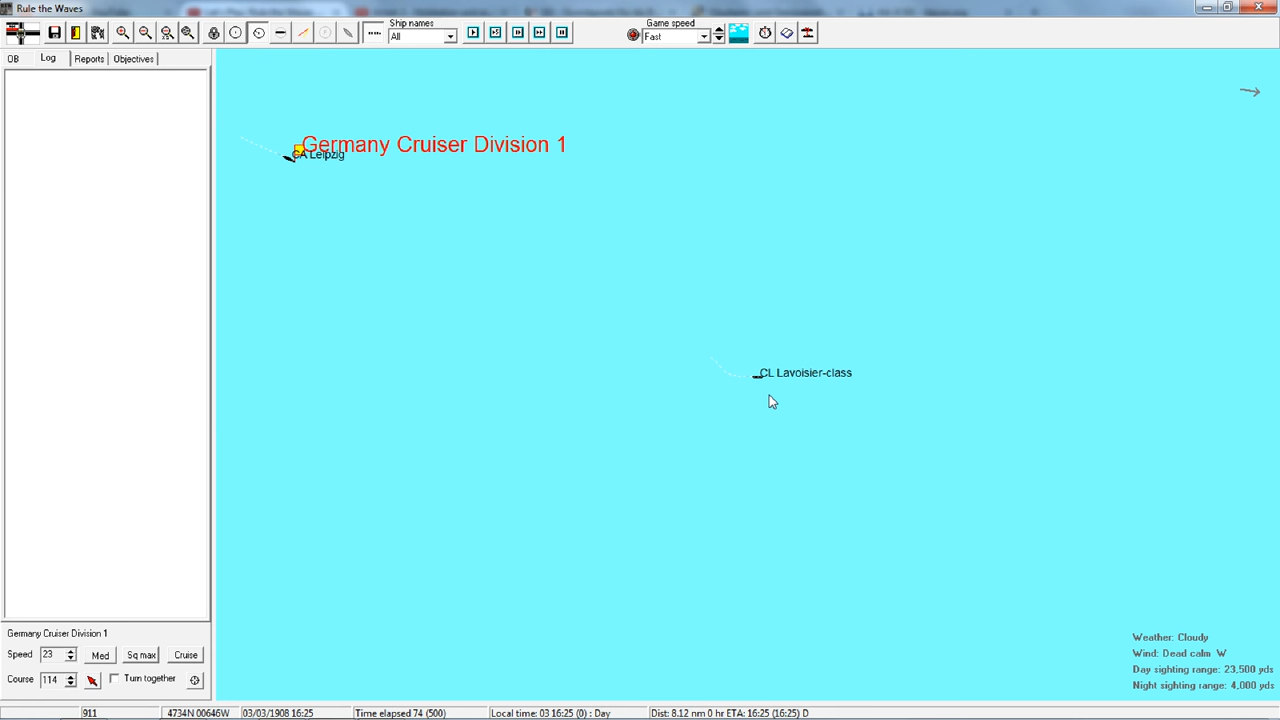 Rule the Waves
Ship names
All
Game speed
Fast
OB Log Reports Objectives
Germany Cruiser Division 1
CA Leipzig
CL Lavoisier-class
Germany Cruiser Division 1
Speed 23 Med Sq max Cruise
Course 114 Turn together
Weather: Cloudy
Wind: Dead calm W
Day sighting range: 23,500 yds
Night sighting range: 4,000 yds
911 4734N 00646W 03/03/1908 16:25 Time elapsed 74 (500) Local time: 03 16:25 (0) : Day Dist: 8.12 nm 0 hr ETA: 16:25 (16:25) D